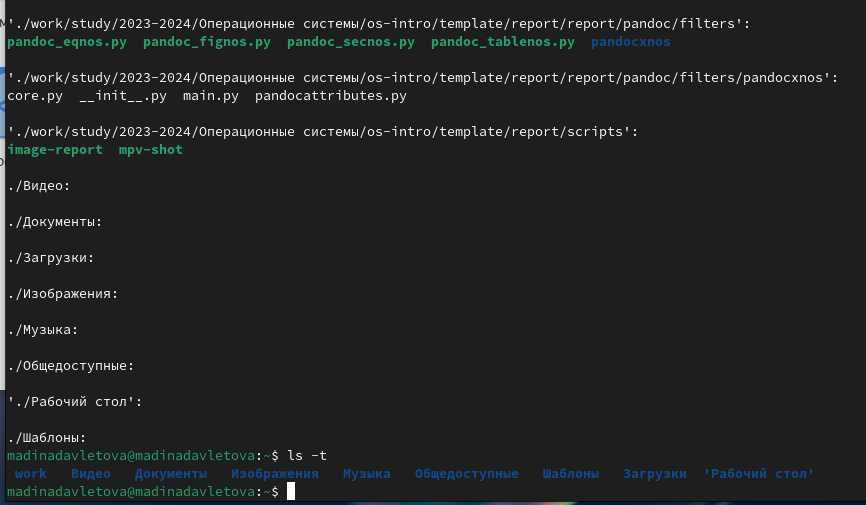 './work/study/2023-2024/Операционные системы/os-intro/template/report/report/pandoc/filters':
pandoc_eqnos.py  pandoc_fignos.py  pandoc_secnos.py  pandoc_tablenos.py  pandocxnos
'./work/study/2023-2024/Операционные системы/os-intro/template/report/report/pandoc/filters/pandocxnos':
core.py  __init__.py  main.py  pandocattributes.py
'./work/study/2023-2024/Операционные системы/os-intro/template/report/scripts':
image-report  mpv-shot
./Видео:
./Документы:
./Загрузки:
./Изображения:
./Музыка:
./Общедоступные:
'./Рабочий стол':
./Шаблоны:
madinadavletova@madinadavletova:~$ ls -t
work   Видео   Документы   Изображения   Музыка   Общедоступные   Шаблоны   Загрузки  'Рабочий стол'
madinadavletova@madinadavletova:~$